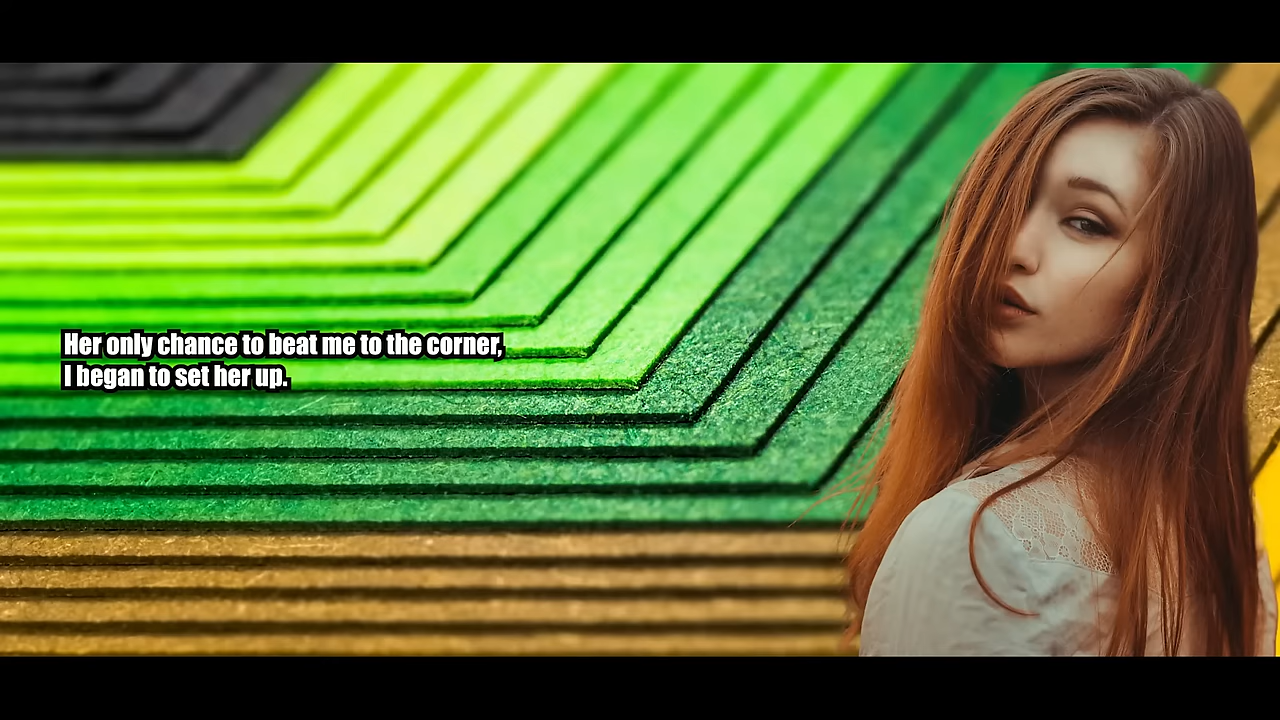 Her only chance to beat me to the corner,
I began to set her up.